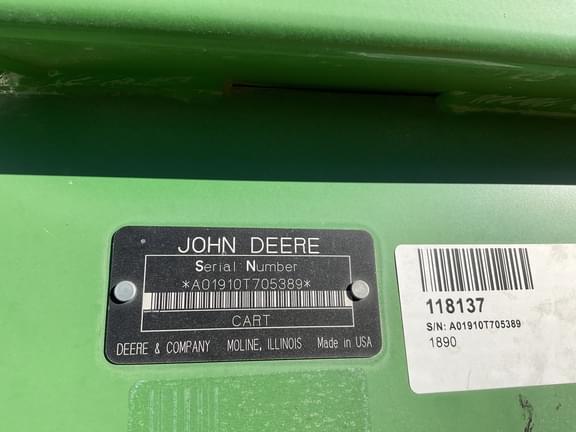 JOHN DEERE
Serial Number
*A01910T705389*
CART
DEERE & COMPANY MOLINE, ILLINOIS Made in USA
118137
S/N: A01910T705389
1890